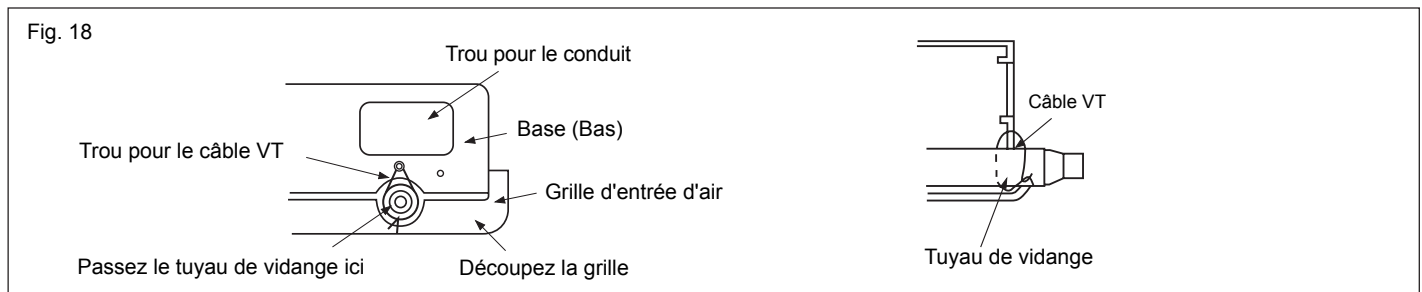 Fig. 18
Trou pour le conduit
Base (Bas)
Trou pour le câble VT
Grille d'entrée d'air
Passez le tuyau de vidange ici
Découpez la grille
Câble VT
Tuyau de vidange